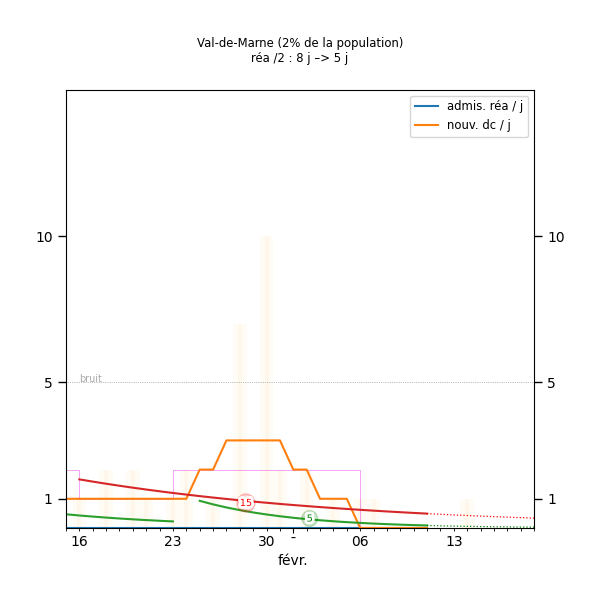 Val-de-Marne (2% de la population)
réa /2 : 8 j –> 5 j
admis. réa / j
nouv. dc / j
10
10
bruit
5
5
15
1
1
5
16
23
30
-
06
13
févr.